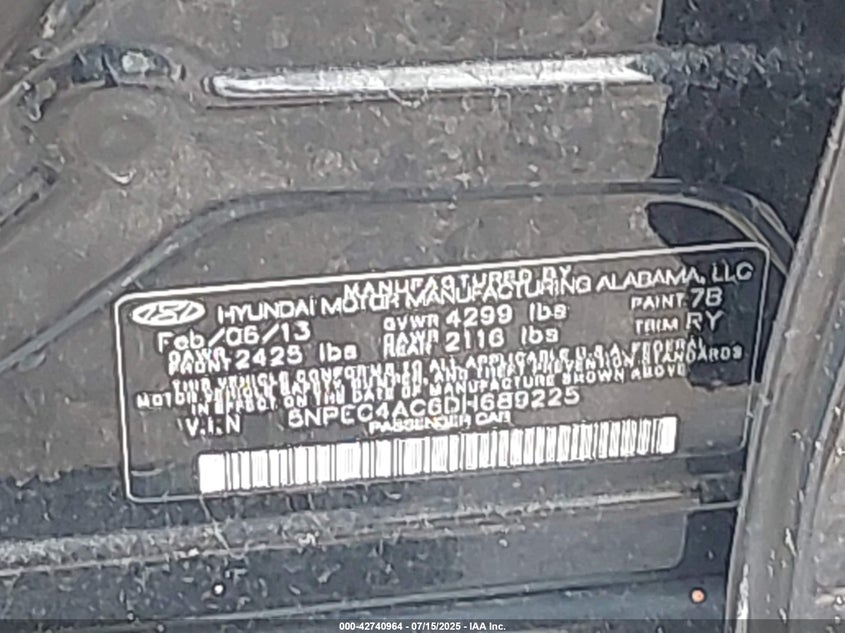 MANUFACTURED BY
HYUNDAI MOTOR MANUFACTURING ALABAMA, LLC
Feb/06/13 GVWR 4299 lbs PAINT 7B
GAWR FRONT 2425 lbs GAWR REAR 2116 lbs TRIM RY
THIS VEHICLE CONFORMS TO ALL APPLICABLE U.S.A. FEDERAL
MOTOR VEHICLE SAFETY, BUMPER, AND THEFT PREVENTION STANDARDS
IN EFFECT ON THE DATE OF MANUFACTURE SHOWN ABOVE
V.I.N 5NPEC4AC6DH689225
PASSENGER CAR
000-42740964 - 07/15/2025 - IAA Inc.